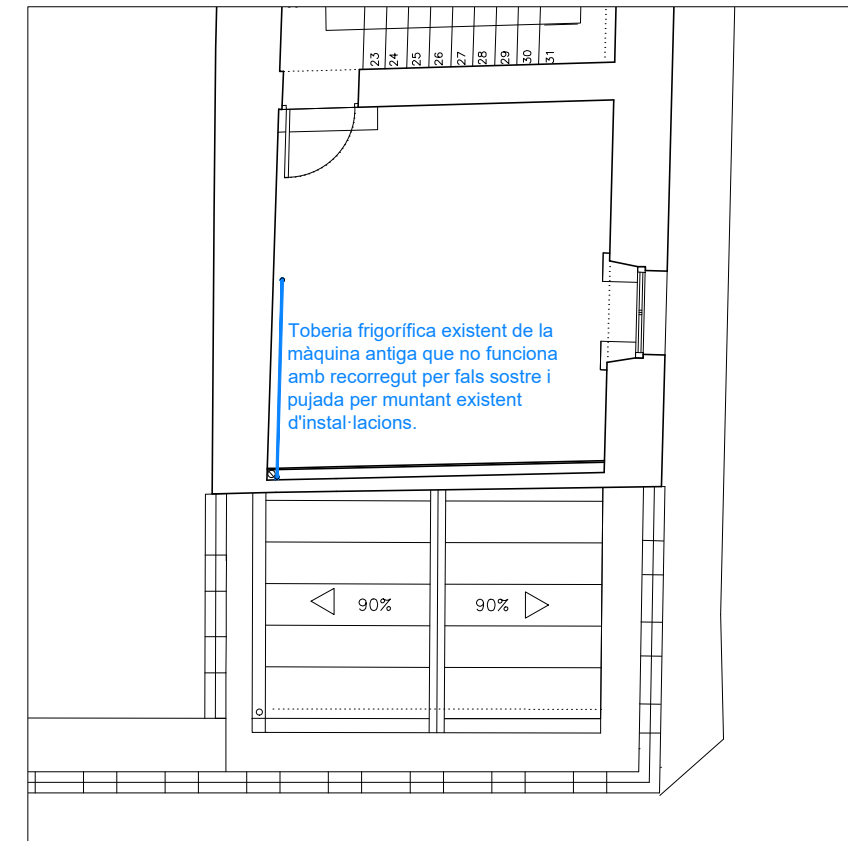 23
24
25
26
27
28
29
30
31
Toberia frigorífica existent de la
màquina antiga que no funciona
amb recorregut per fals sostre i
pujada per muntant existent
d'instal·lacions.
90%
90%